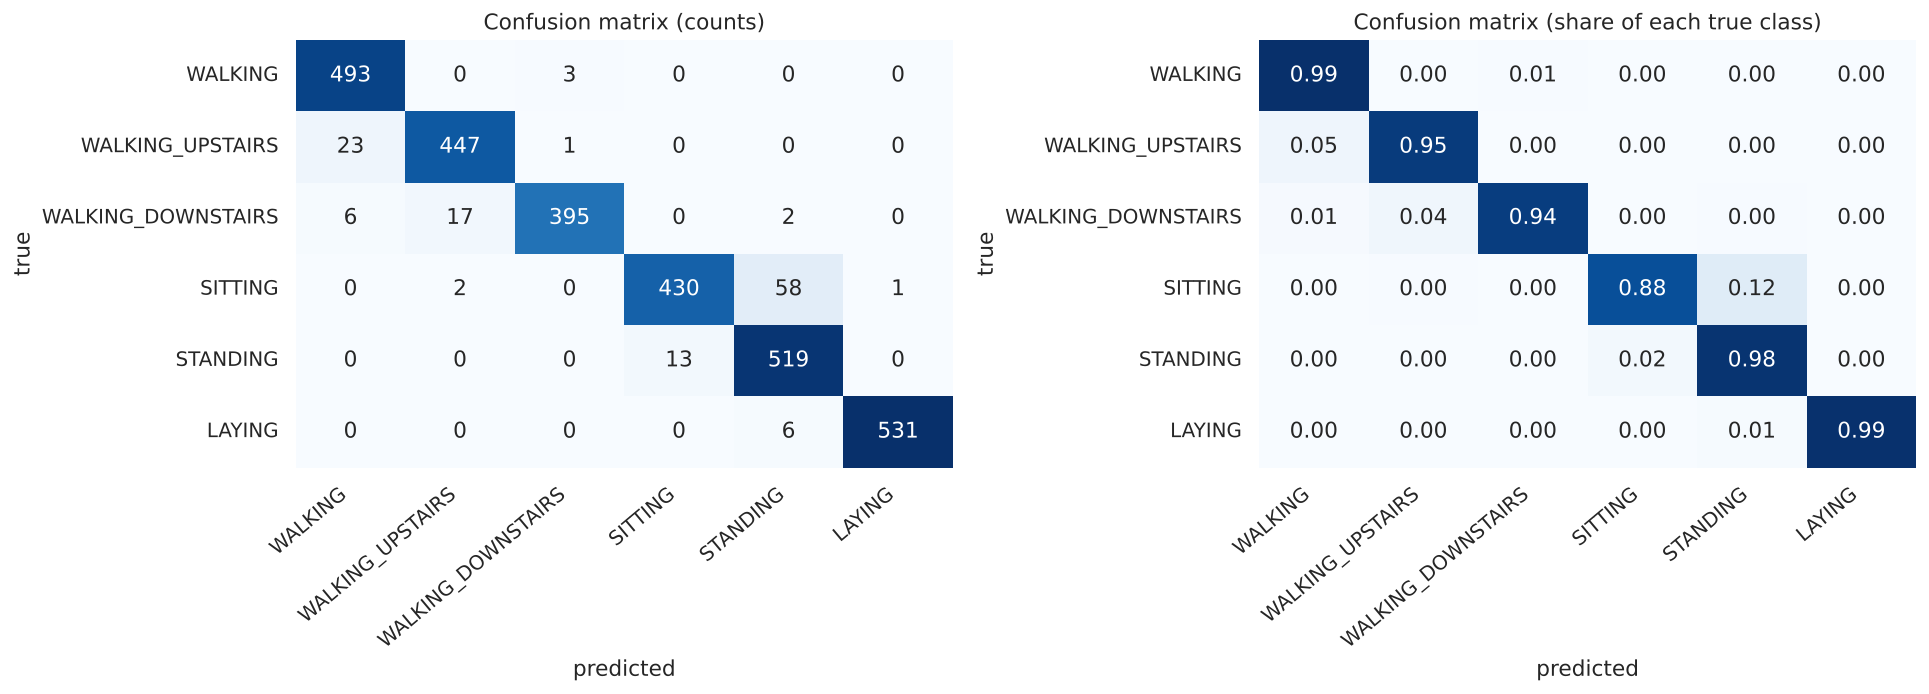 Confusion matrix (counts)
WALKING 493 0 3 0 0 0
WALKING_UPSTAIRS 23 447 1 0 0 0
WALKING_DOWNSTAIRS 6 17 395 0 2 0
SITTING 0 2 0 430 58 1
STANDING 0 0 0 13 519 0
LAYING 0 0 0 0 6 531
true
WALKING
WALKING_UPSTAIRS
WALKING_DOWNSTAIRS
SITTING
STANDING
LAYING
predicted
Confusion matrix (share of each true class)
WALKING 0.99 0.00 0.01 0.00 0.00 0.00
WALKING_UPSTAIRS 0.05 0.95 0.00 0.00 0.00 0.00
WALKING_DOWNSTAIRS 0.01 0.04 0.94 0.00 0.00 0.00
SITTING 0.00 0.00 0.00 0.88 0.12 0.00
STANDING 0.00 0.00 0.00 0.02 0.98 0.00
LAYING 0.00 0.00 0.00 0.00 0.01 0.99
true
WALKING
WALKING_UPSTAIRS
WALKING_DOWNSTAIRS
SITTING
STANDING
LAYING
predicted